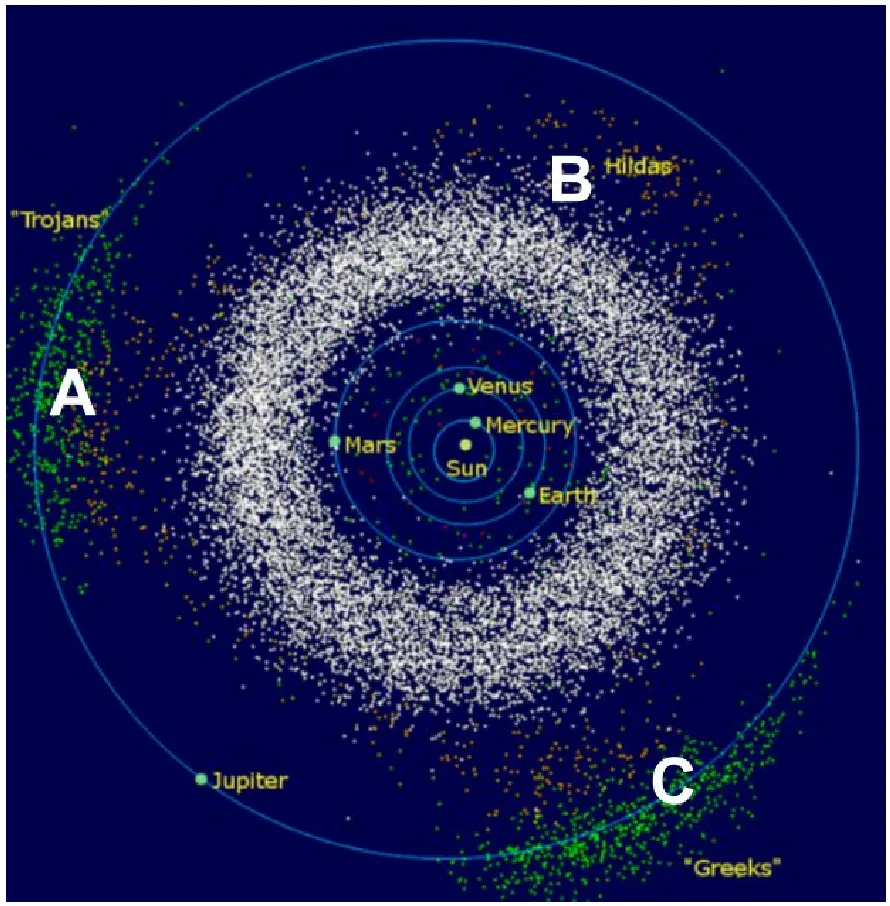 B
Hildas
"Trojans"
A
Venus
Mercury
Mars
Sun
Earth
Jupiter
C
"Greeks"